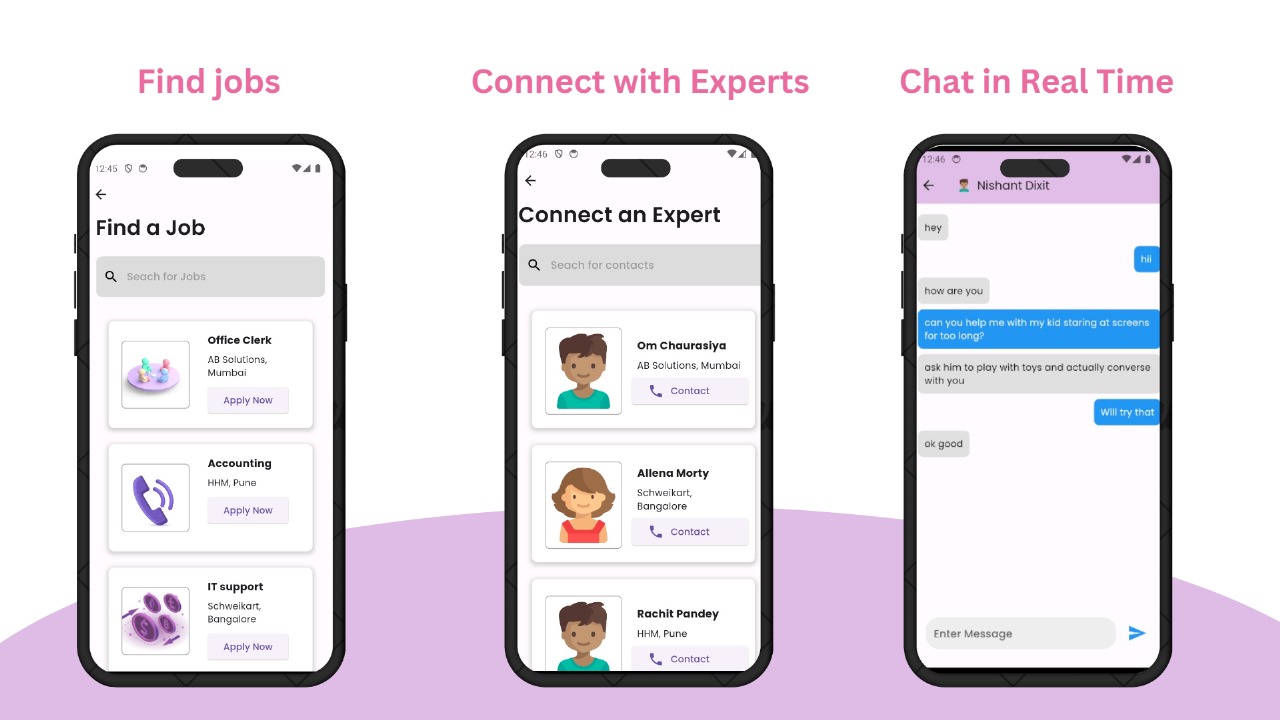 Find jobs
Connect with Experts
Chat in Real Time
12:45
Find a Job
Seach for Jobs
Office Clerk
AB Solutions,
Mumbai
Apply Now
Accounting
HHM, Pune
Apply Now
IT support
Schweikart,
Bangalore
Apply Now
12:46
Connect an Expert
Seach for contacts
Om Chaurasiya
AB Solutions, Mumbai
Contact
Allena Morty
Schweikart,
Bangalore
Contact
Rachit Pandey
HHM, Pune
Contact
12:46
Nishant Dixit
hey
hii
how are you
can you help me with my kid staring at screens
for too long?
ask him to play with toys and actually converse
with you
Will try that
ok good
Enter Message